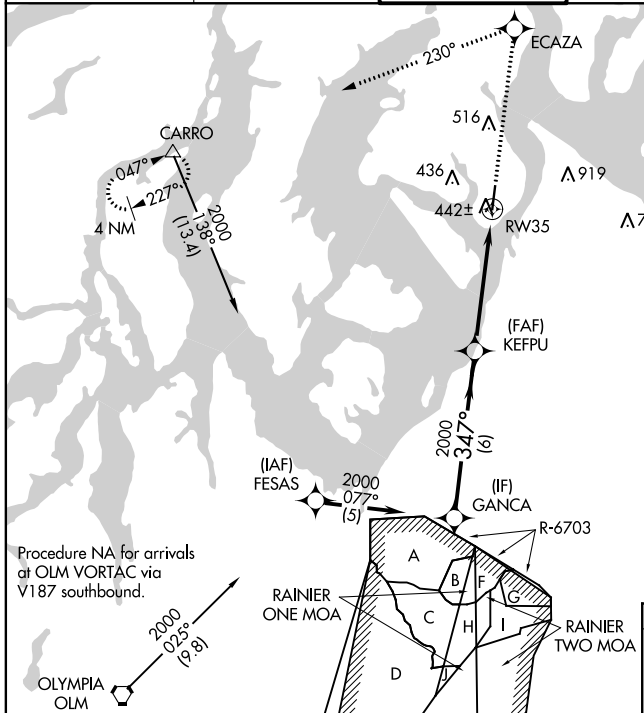 230°
ECAZA
516
CARRO
047°
227°
4 NM
2000
138°
(13.4)
436
919
442±
RW35
7
(FAF)
KEFPU
2000
347°
(6)
(IAF)
FESAS
2000
077°
(5)
(IF)
GANCA
R-6703
Procedure NA for arrivals
at OLM VORTAC via
V187 southbound.
A
B
F
G
RAINIER
ONE MOA
C
H
I
RAINIER
TWO MOA
D
J
2000
025°
(9.8)
OLYMPIA
OLM